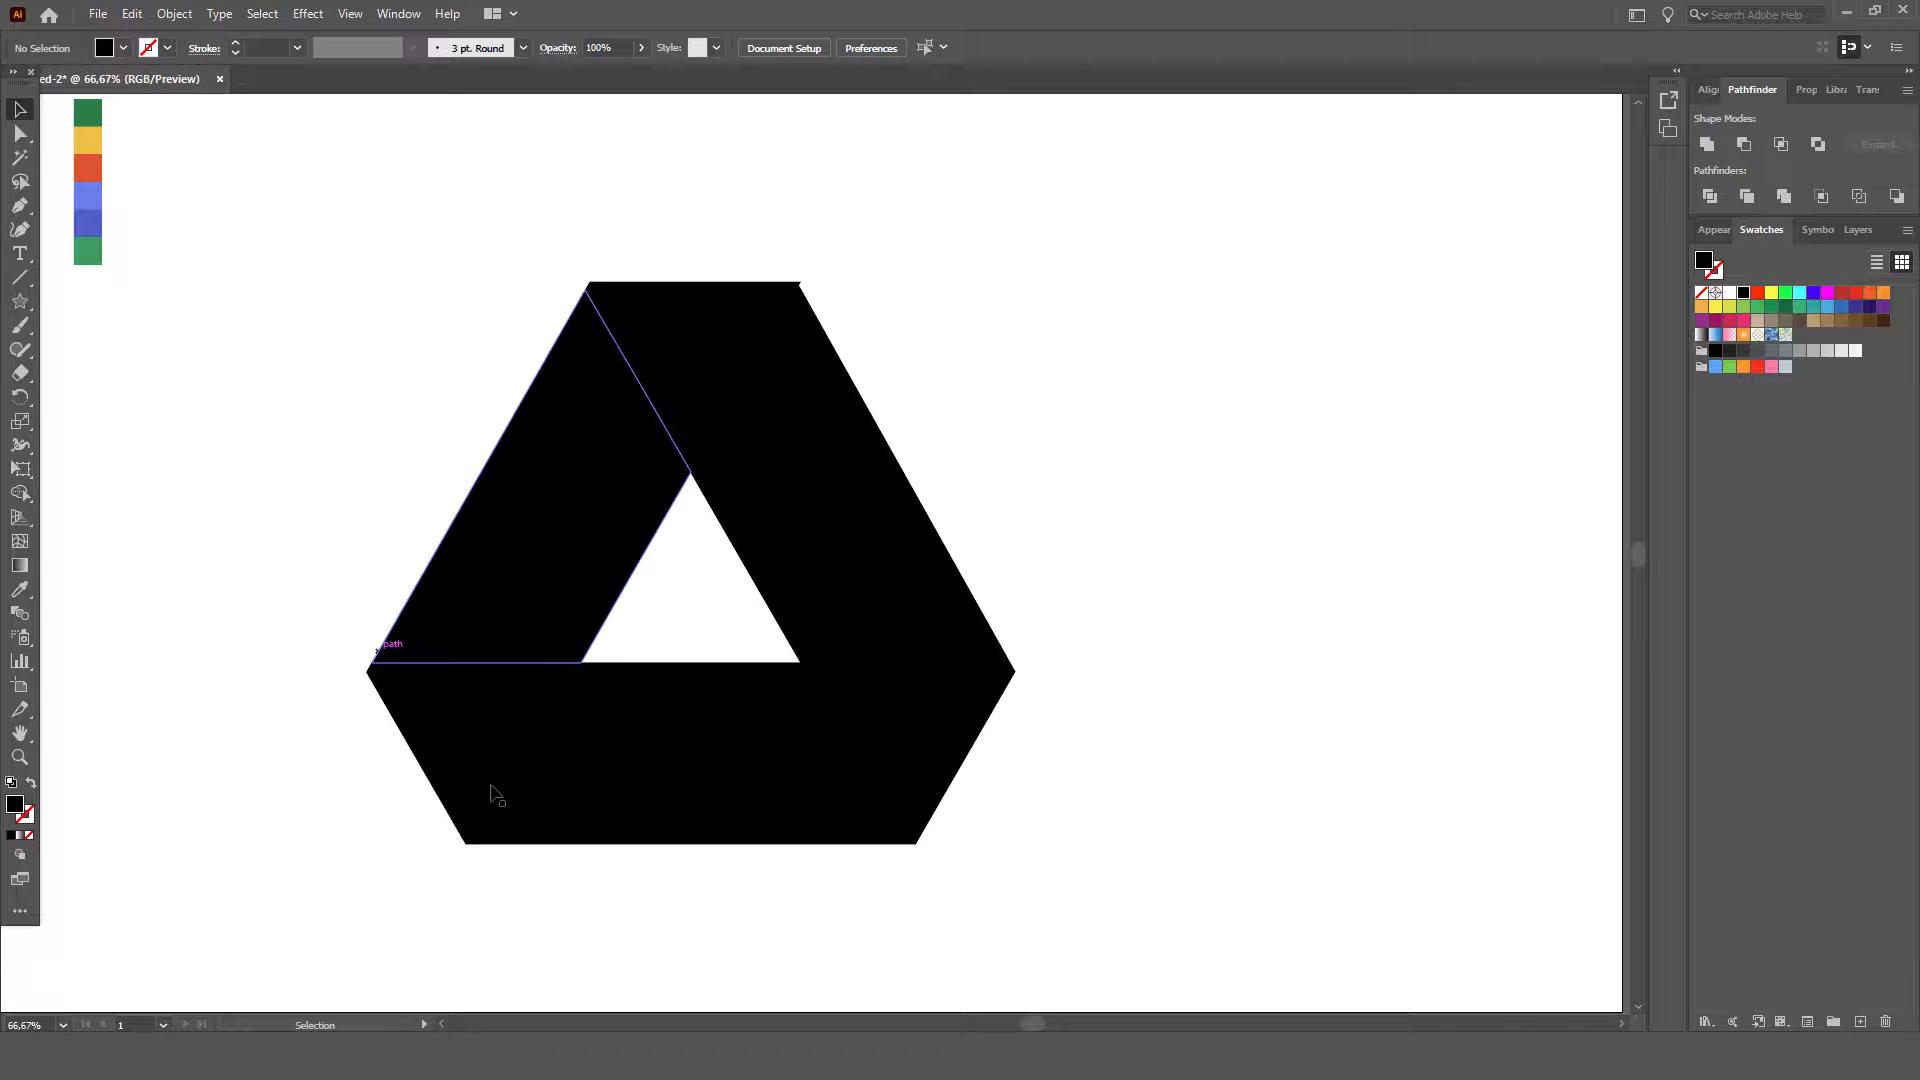 Ai File Edit Object Type Select Effect View Window Help Search Adobe Help
No Selection Stroke: 3 pt. Round Opacity: 100% Style: Document Setup Preferences
ed-2* @ 66,67% (RGB/Preview) ×
Alig Pathfinder Prop Libra Trans
Shape Modes:
Expand
Pathfinders:
Appear Swatches Symbo Layers
path
66,67% 1 Selection